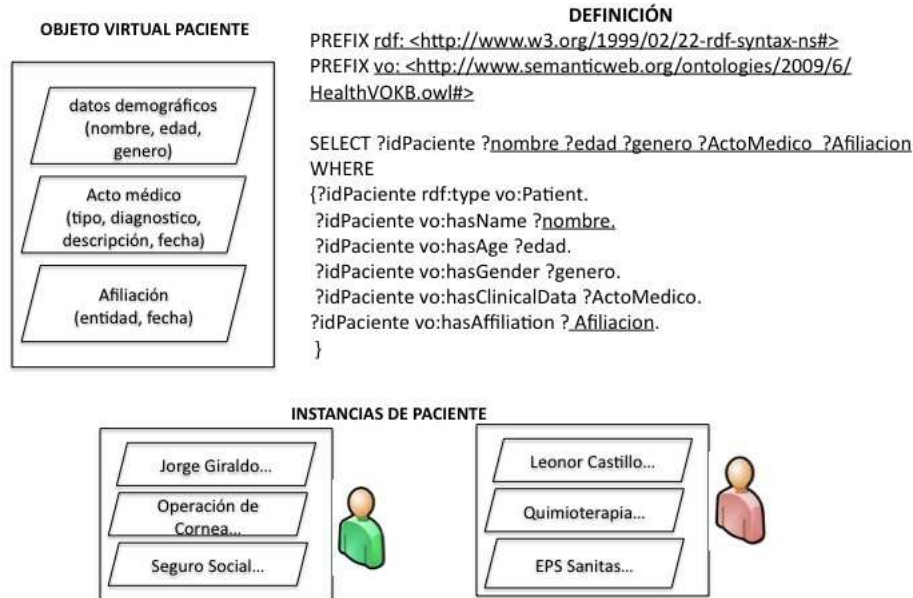 OBJETO VIRTUAL PACIENTE
datos demográficos
(nombre, edad,
genero)
Acto médico
(tipo, diagnostico,
descripción, fecha)
Afiliación
(entidad, fecha)
DEFINICIÓN
PREFIX rdf: <http://www.w3.org/1999/02/22-rdf-syntax-ns#>
PREFIX vo: <http://www.semanticweb.org/ontologies/2009/6/
HealthVOKB.owl#>
SELECT ?idPaciente ?nombre ?edad ?genero ?ActoMedico ?Afiliacion
WHERE
{?idPaciente rdf:type vo:Patient.
?idPaciente vo:hasName ?nombre.
?idPaciente vo:hasAge ?edad.
?idPaciente vo:hasGender ?genero.
?idPaciente vo:hasClinicalData ?ActoMedico.
?idPaciente vo:hasAffiliation ? Afiliacion.
}
INSTANCIAS DE PACIENTE
Jorge Giraldo...
Operación de
Cornea...
Seguro Social...
Leonor Castillo...
Quimioterapia...
EPS Sanitas...